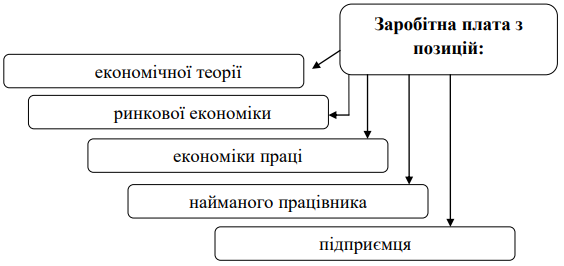 Заробітна плата з
позицій:
економічної теорії
ринкової економіки
економіки праці
найманого працівника
підприємця